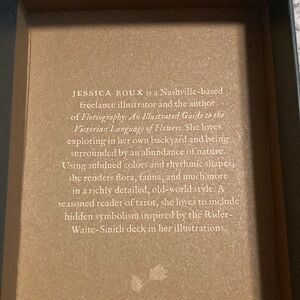 JESSICA ROUX is a Nashville-based
freelance illustrator and the author
of Floriography: An Illustrated Guide to the
Victorian Language of Flowers. She loves
exploring in her own backyard and being
surrounded by an abundance of nature.
Using subdued colors and rhythmic shapes,
she renders flora, fauna, and much more
in a richly detailed, old-world style. A
seasoned reader of tarot, she loves to include
hidden symbolism inspired by the Rider-
Waite-Smith deck in her illustrations.